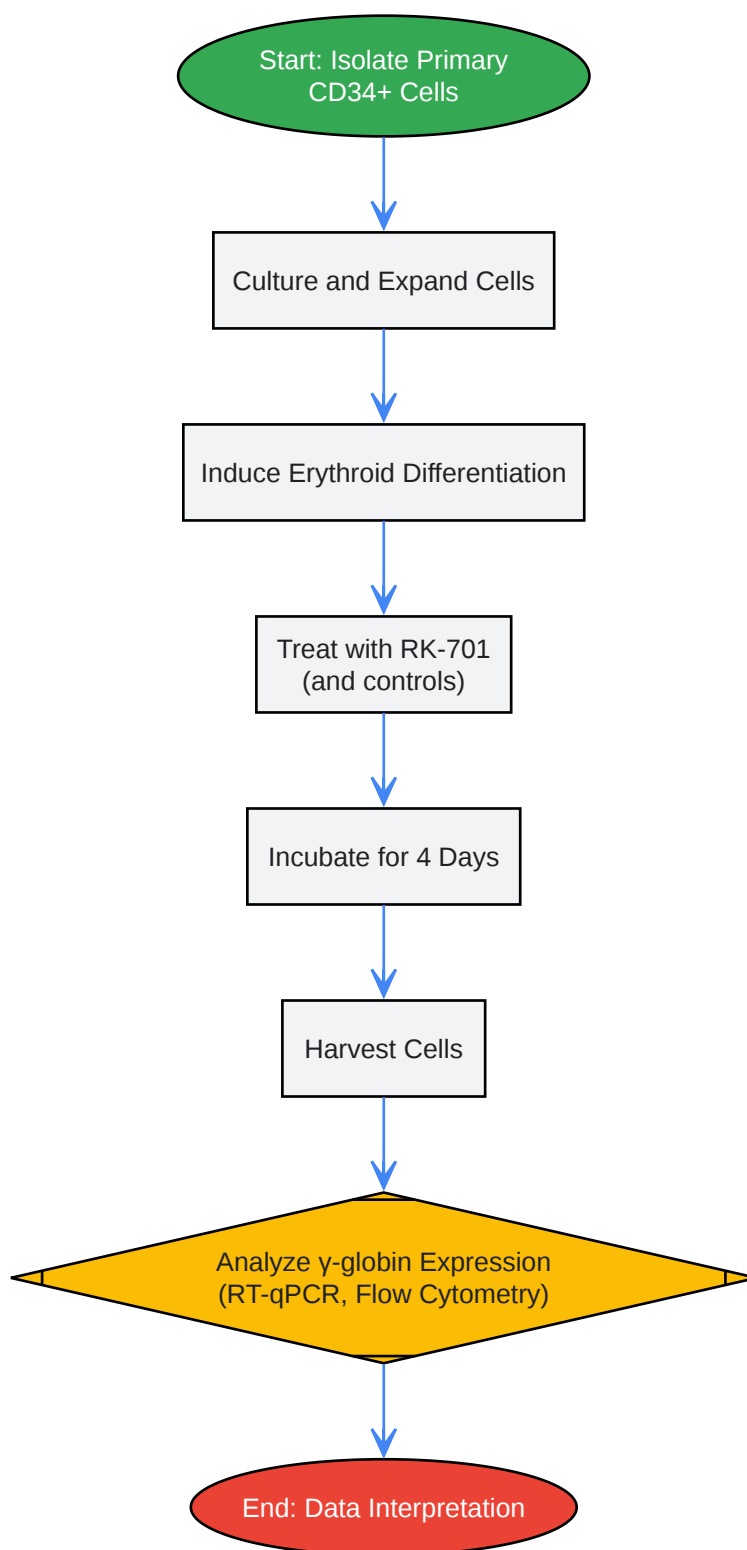 Start: Isolate Primary
CD34+ Cells
Culture and Expand Cells
Induce Erythroid Differentiation
Treat with RK-701
(and controls)
Incubate for 4 Days
Harvest Cells
Analyze γ-globin Expression
(RT-qPCR, Flow Cytometry)
End: Data Interpretation